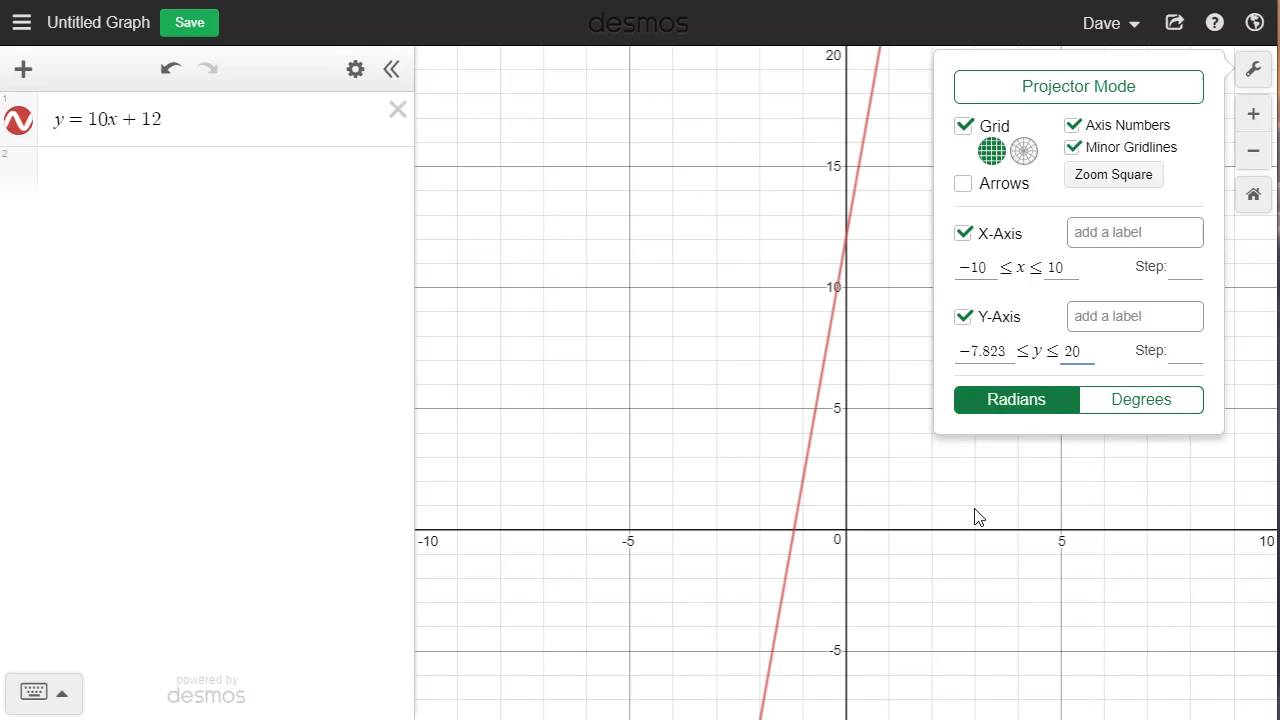 Untitled Graph Save desmos Dave
1
y = 10x + 12
2
powered by
desmos
20
15
10
5
-5
-10 -5 0 5 10
Projector Mode
Grid Axis Numbers
Minor Gridlines
Arrows Zoom Square
X-Axis add a label
−10 ≤ x ≤ 10 Step:
Y-Axis add a label
−7.823 ≤ y ≤ 20 Step:
Radians Degrees